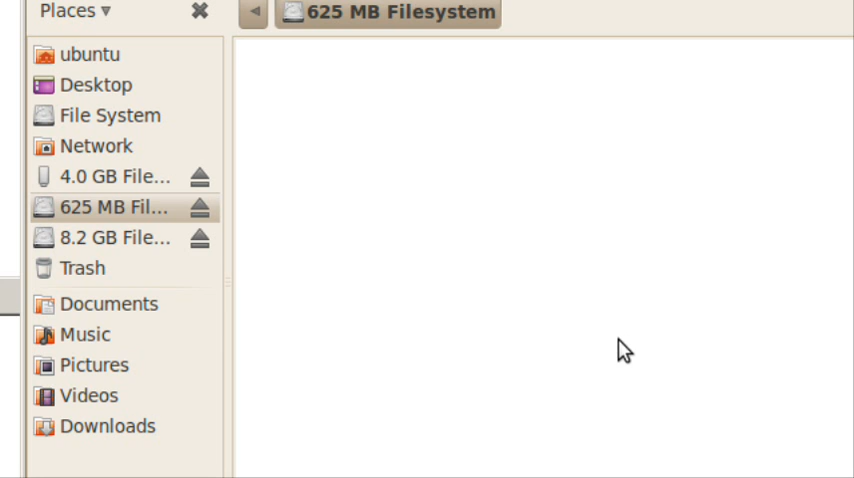 Places
625 MB Filesystem
ubuntu
Desktop
File System
Network
4.0 GB File...
625 MB Fil...
8.2 GB File...
Trash
Documents
Music
Pictures
Videos
Downloads